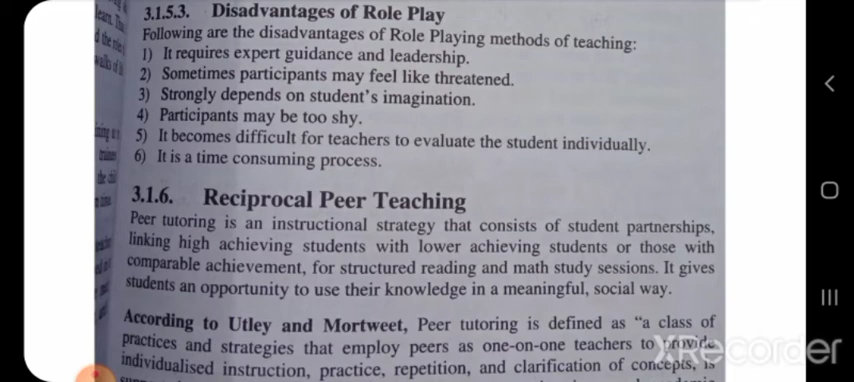 3.1.5.3. Disadvantages of Role Play
Following are the disadvantages of Role Playing methods of teaching:
1) It requires expert guidance and leadership.
2) Sometimes participants may feel like threatened.
3) Strongly depends on student's imagination.
4) Participants may be too shy.
5) It becomes difficult for teachers to evaluate the student individually.
6) It is a time consuming process.
3.1.6. Reciprocal Peer Teaching
Peer tutoring is an instructional strategy that consists of student partnerships,
linking high achieving students with lower achieving students or those with
comparable achievement, for structured reading and math study sessions. It gives
students an opportunity to use their knowledge in a meaningful, social way.
According to Utley and Mortweet, Peer tutoring is defined as "a class of
practices and strategies that employ peers as one-on-one teachers to provide
individualised instruction, practice, repetition, and clarification of concepts, is
XRecorder